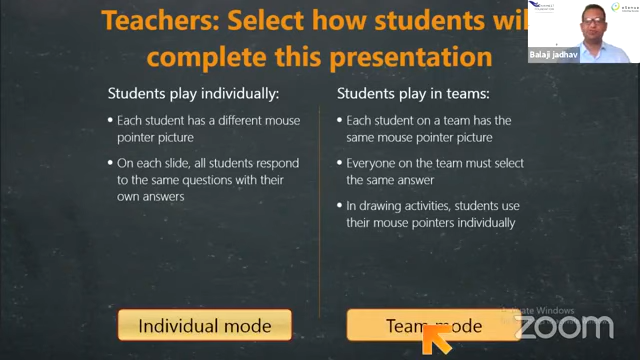 Teachers: Select how students wil
complete this presentation
Students play individually:
• Each student has a different mouse
pointer picture
• On each slide, all students respond
to the same questions with their
own answers
Individual mode
Students play in teams:
• Each student on a team has the
same mouse pointer picture
• Everyone on the team must select
the same answer
• In drawing activities, students use
their mouse pointers individually
Team mode
Balaji jadhav
Activate Windows
zoom